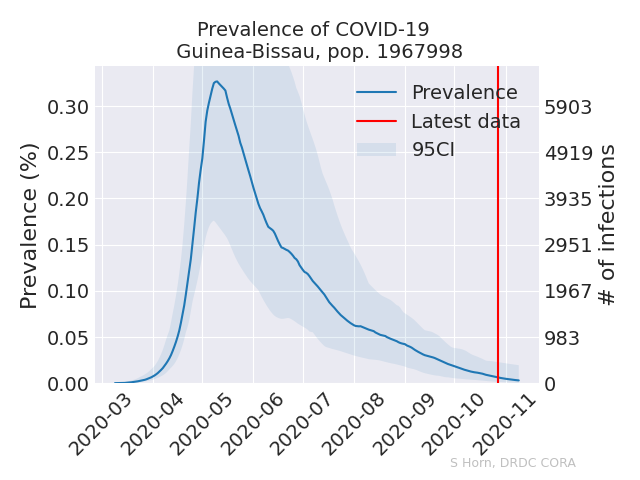 Prevalence of COVID-19
Guinea-Bissau, pop. 1967998
Prevalence (%)
0.30
0.25
0.20
0.15
0.10
0.05
0.00
Prevalence
Latest data
95CI
5903
4919
3935
2951
1967
983
0
# of infections
2020-03
2020-04
2020-05
2020-06
2020-07
2020-08
2020-09
2020-10
2020-11
S Horn, DRDC CORA